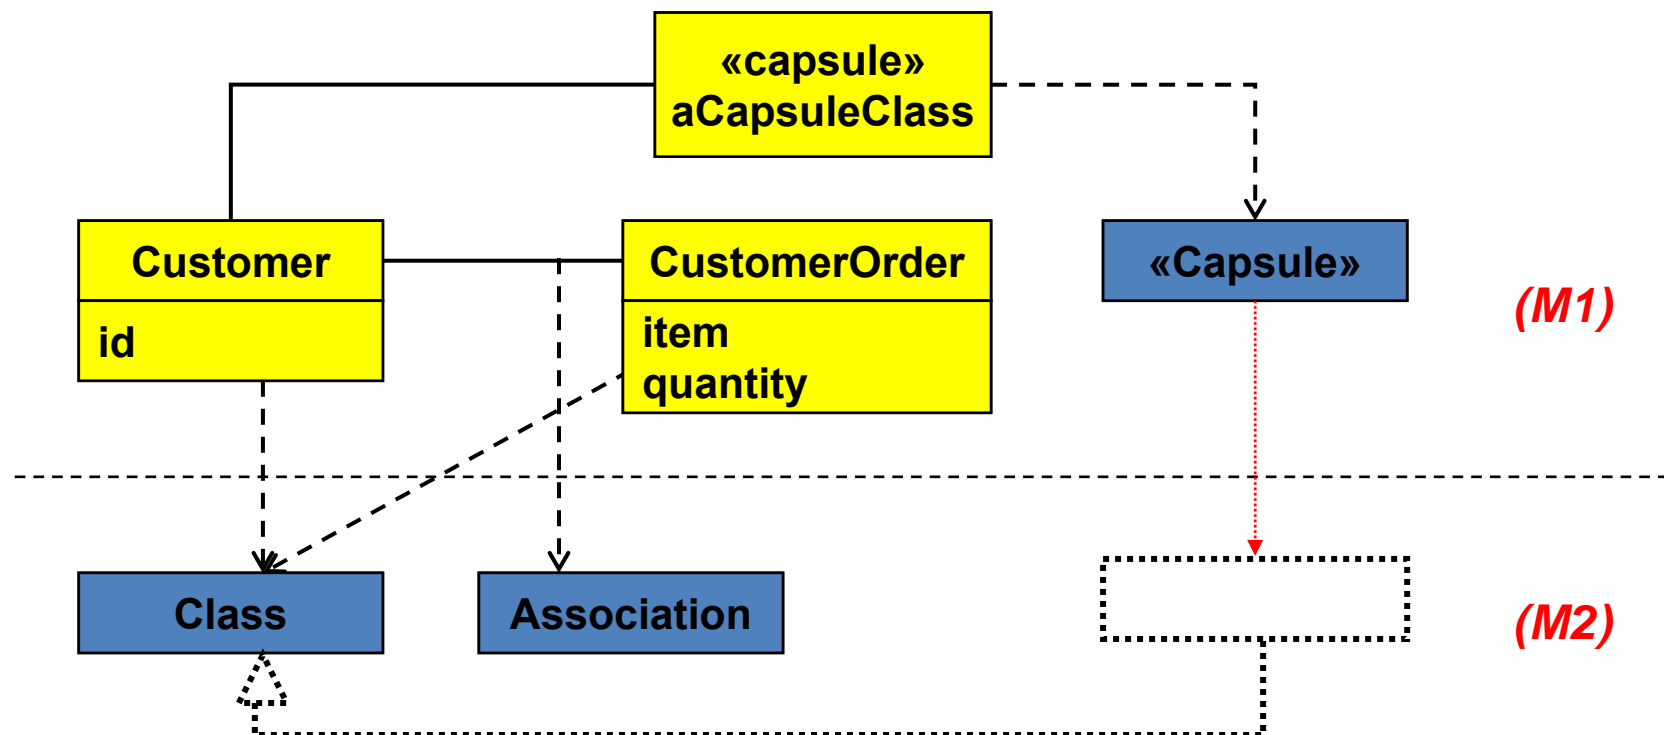 «capsule»
aCapsuleClass
Customer
CustomerOrder
«Capsule»
id
item
quantity
(M1)
Class
Association
(M2)